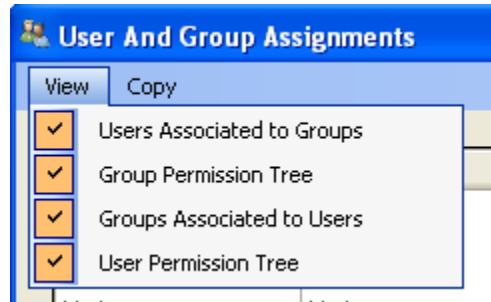 User And Group Assignments
View Copy
Users Associated to Groups
Group Permission Tree
Groups Associated to Users
User Permission Tree